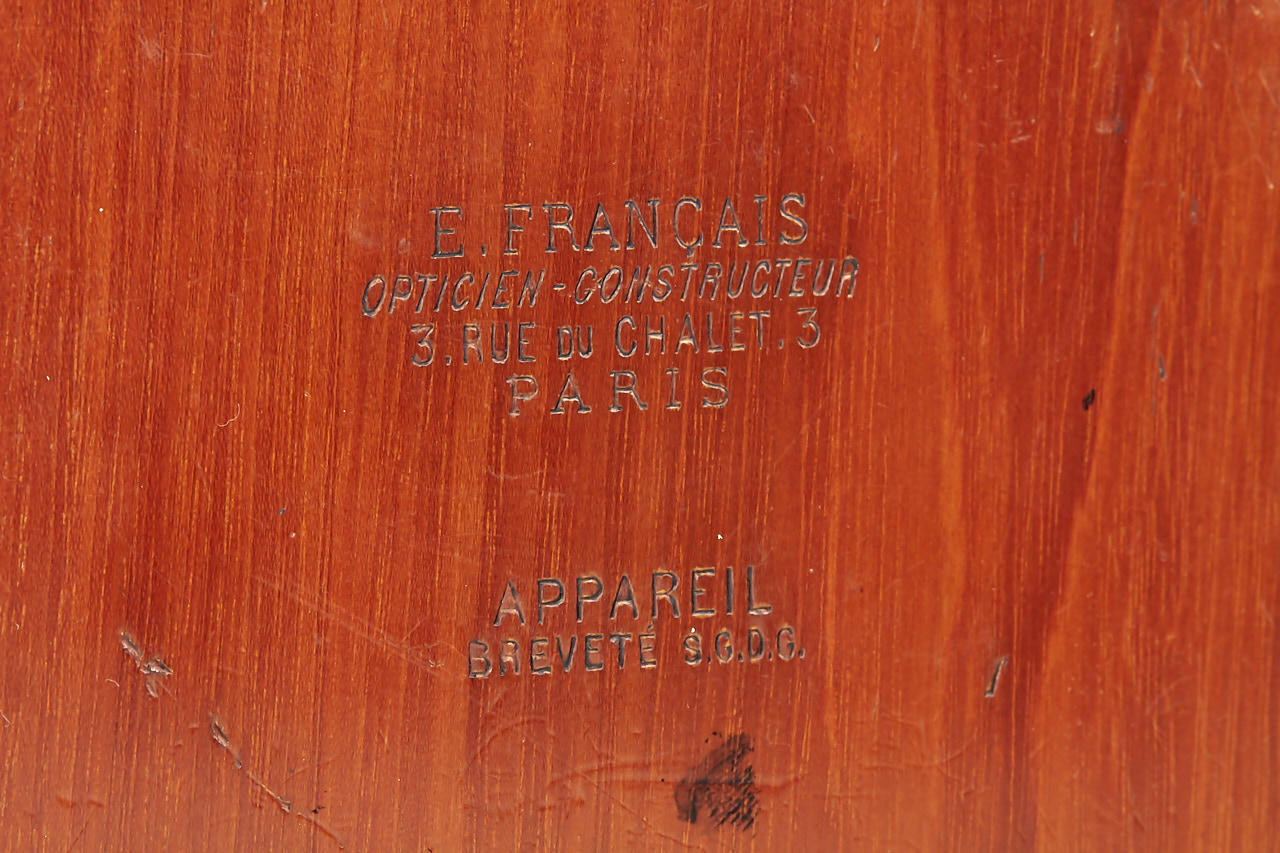 E. FRANÇAIS
OPTICIEN-CONSTRUCTEUR
3, RUE DU CHALET. 3
PARIS
APPAREIL
BREVETÉ S.G.D.G.